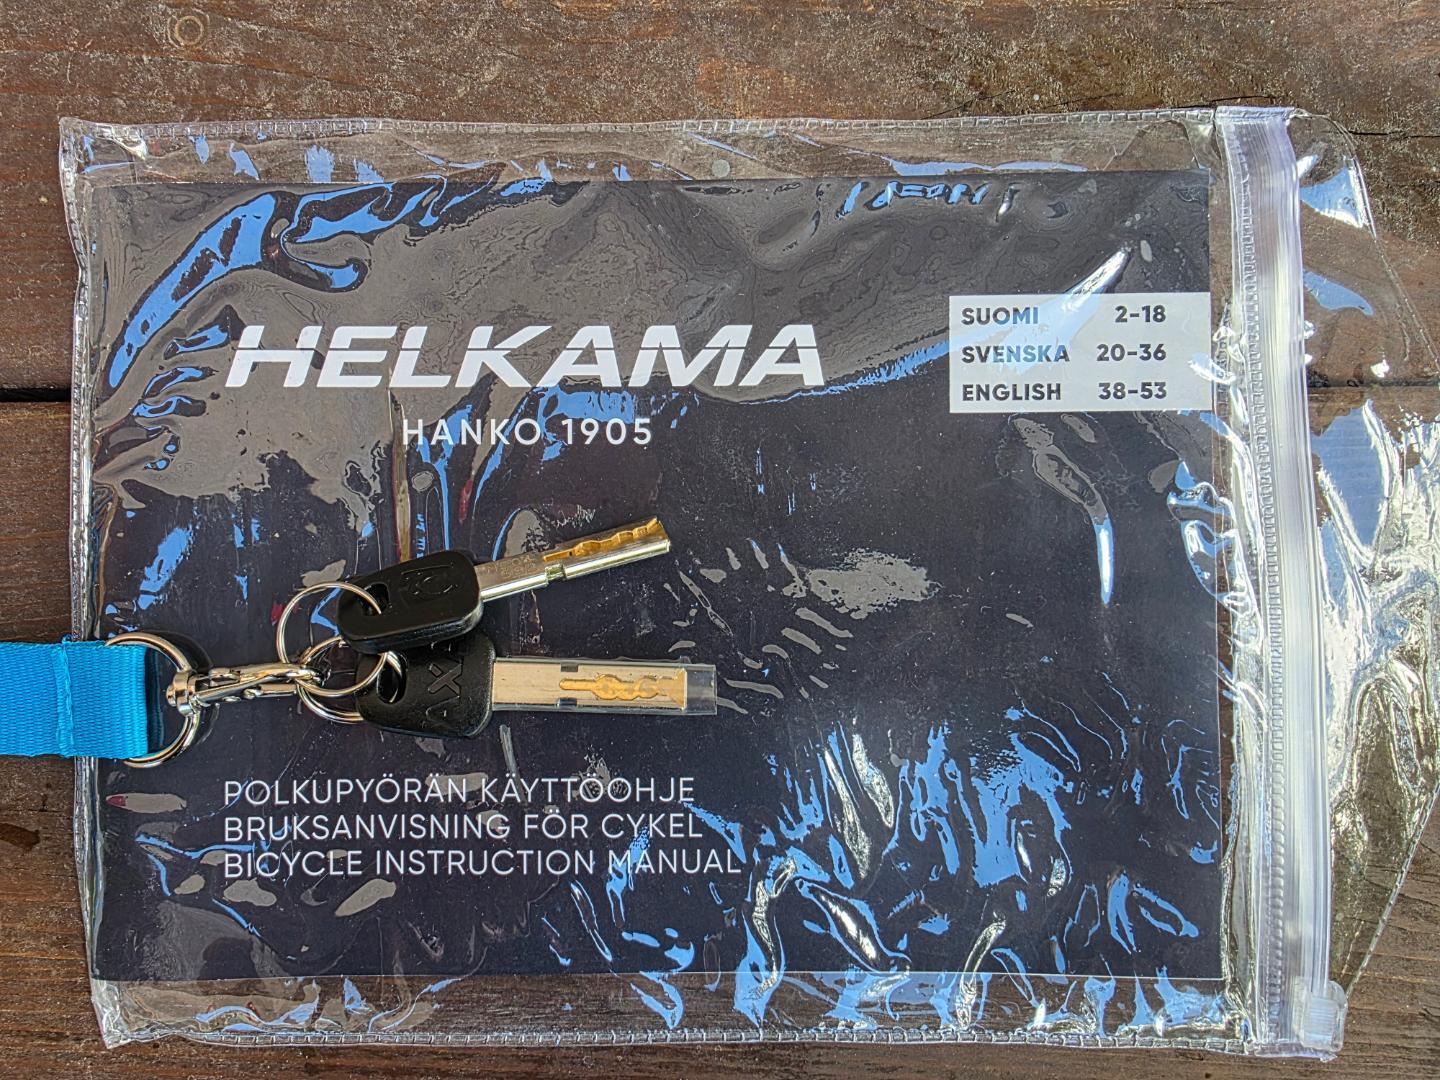 HELKAMA
HANKO 1905
SUOMI 2-18
SVENSKA 20-36
ENGLISH 38-53
AXA
POLKUPYÖRÄN KÄYTTÖOHJE
BRUKSANVISNING FÖR CYKEL
BICYCLE INSTRUCTION MANUAL